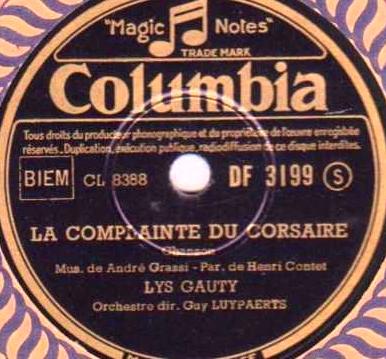 "Magic Notes"
TRADE MARK
Columbia
Tous droits du producteur phonographique et du propriétaire de l'œuvre enregistrée
réservés. Duplication, exécution publique, radiodiffusion de ce disque interdites.
BIEM CL 8388 DF 3199 S
LA COMPLAINTE DU CORSAIRE
Chanson
Mus. de André Grassi - Par. de Henri Contet
LYS GAUTY
Orchestre dir. Guy LUYPAERTS